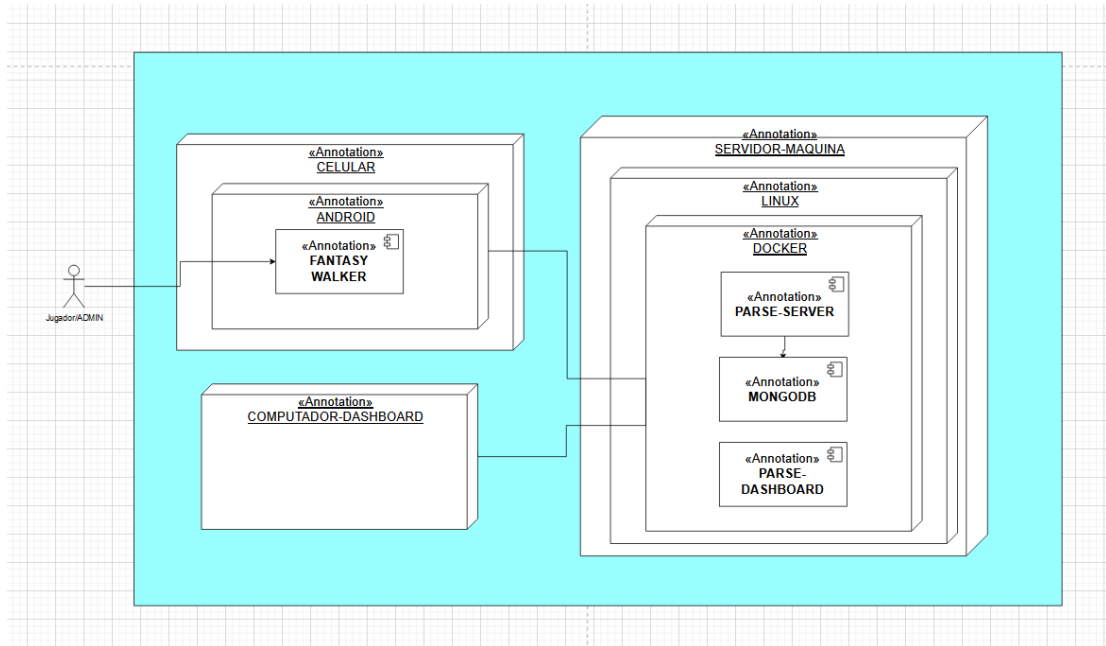 «Annotation»
CELULAR
«Annotation»
ANDROID
«Annotation»
FANTASY
WALKER
Jugador/ADMIN
«Annotation»
COMPUTADOR-DASHBOARD
«Annotation»
SERVIDOR-MAQUINA
«Annotation»
LINUX
«Annotation»
DOCKER
«Annotation»
PARSE-SERVER
«Annotation»
MONGODB
«Annotation»
PARSE-
DASHBOARD